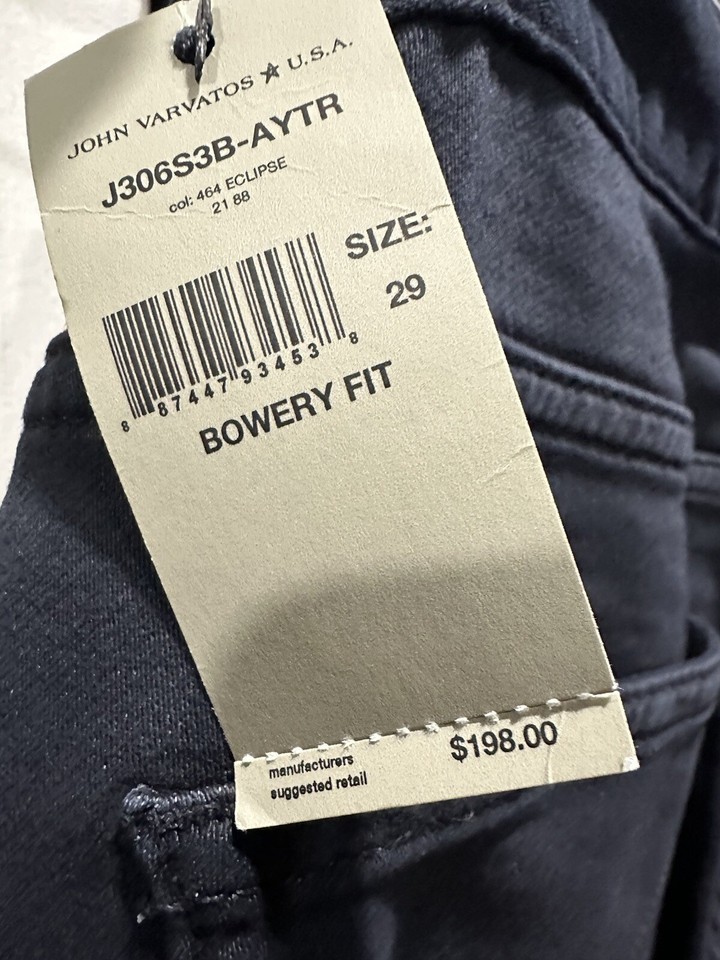 JOHN VARVATOS ★ U.S.A.
J306S3B-AYTR
col: 464 ECLIPSE
21 88
SIZE:
29
8 87447 93453 8
BOWERY FIT
manufacturers
suggested retail
$198.00